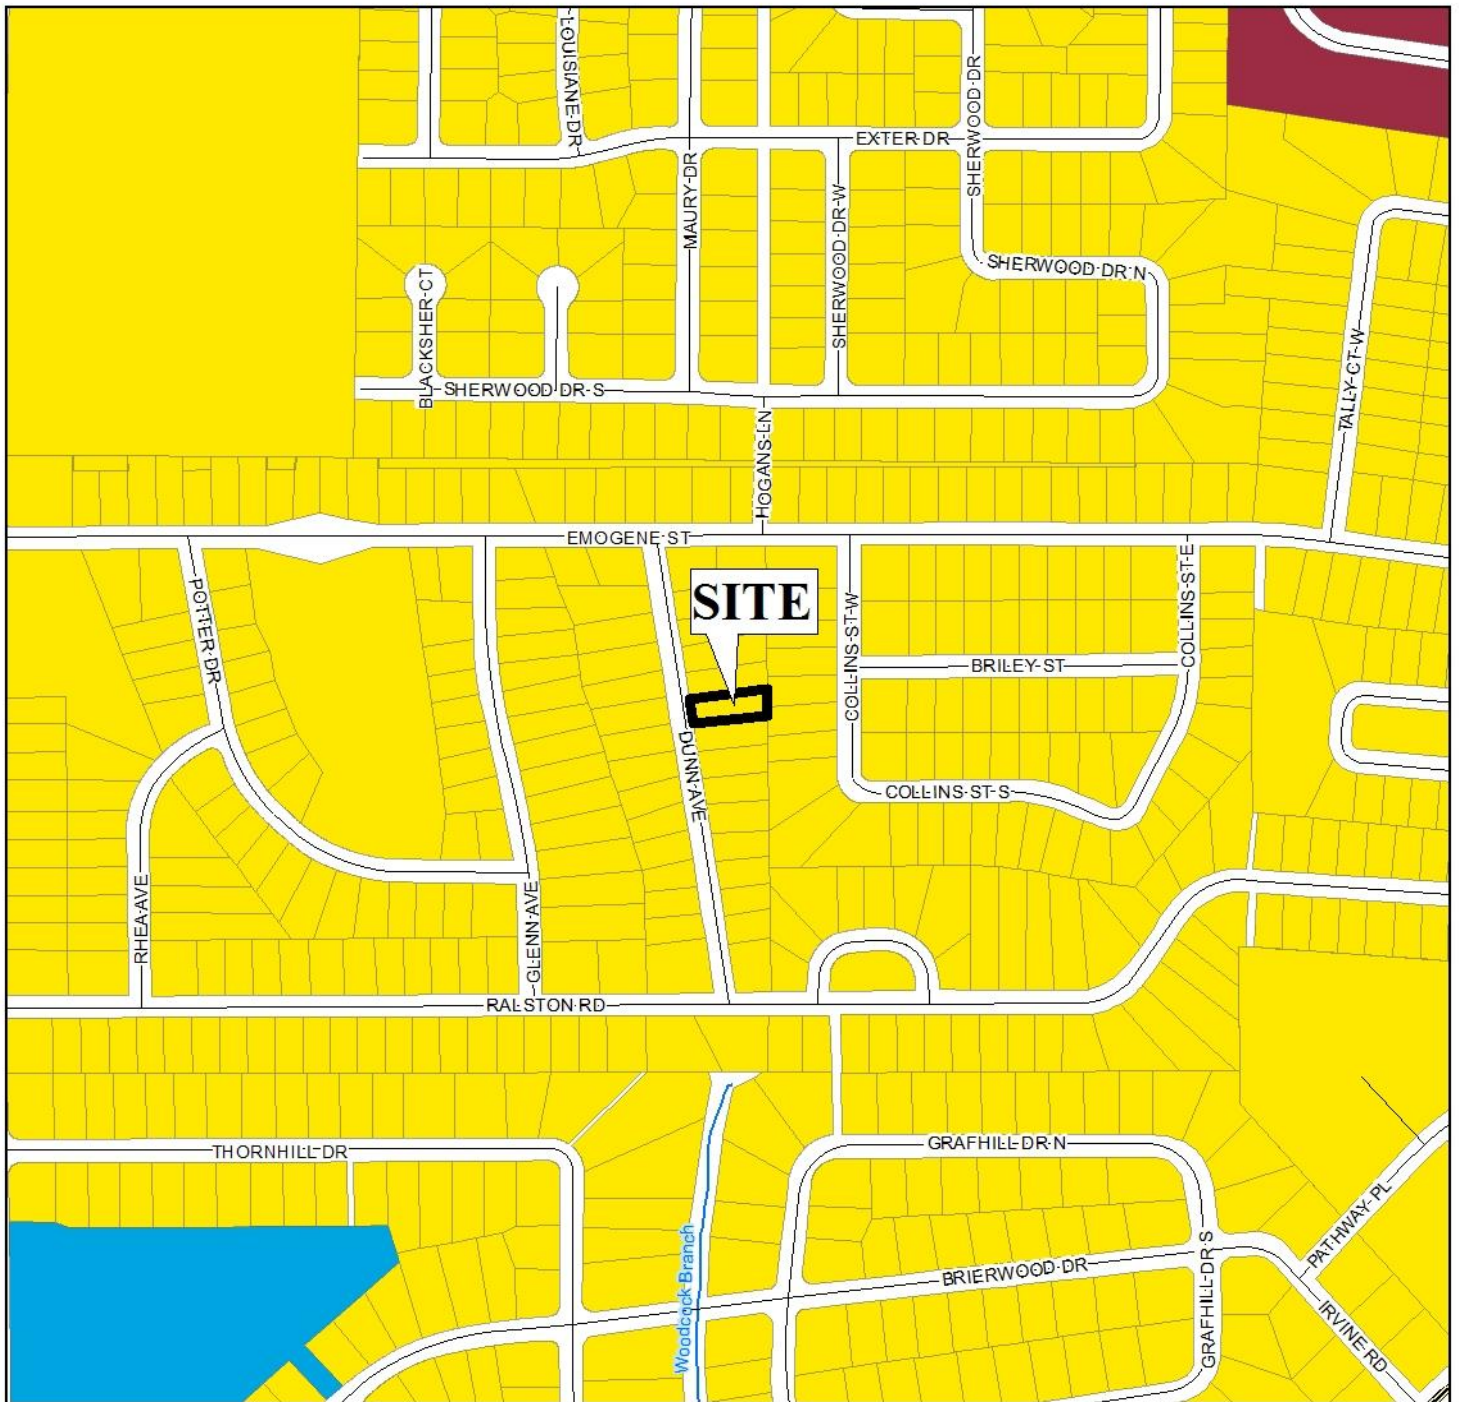 LOUISIANE DR
EXTER DR
SHERWOOD DR
MAURY DR
SHERWOOD DR W
SHERWOOD DR N
BLACKSHER CT
SHERWOOD DR S
TALLY CT W
HOGANS LN
EMOGENE ST
POTTER DR
SITE
COLLINS ST W
BRILEY ST
COLLINS ST E
DUNN AVE
COLLINS ST S
RHEA AVE
GLENN AVE
RALSTON RD
THORNHILL DR
GRAFHILL DR N
PATHWAY PL
Woodcock Branch
BRIERWOOD DR
GRAFHILL DR S
IRVINE RD